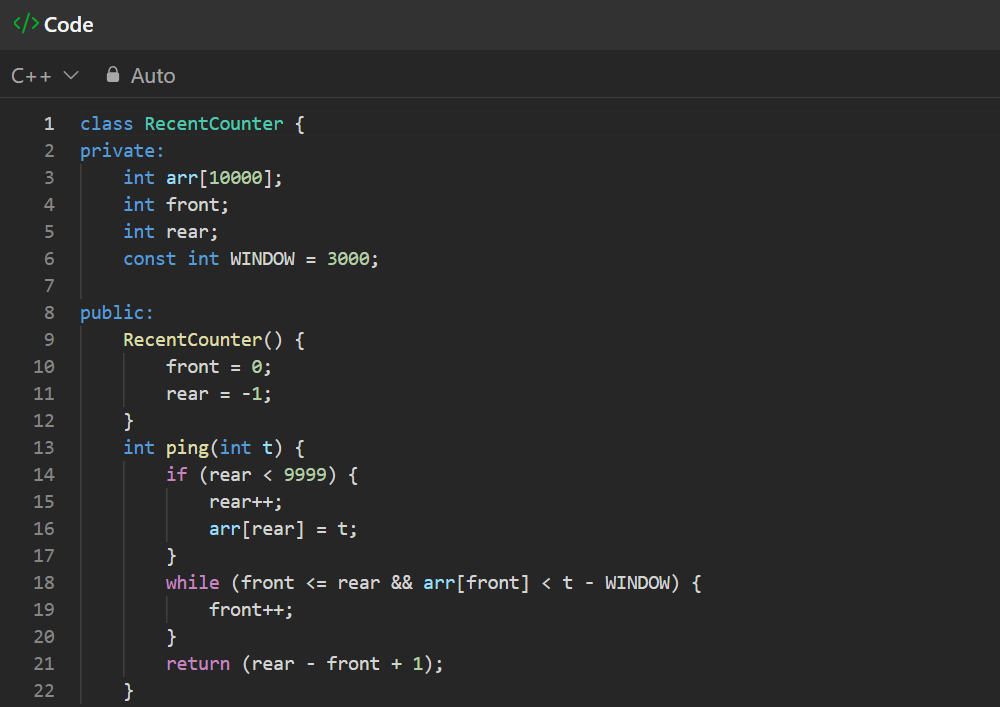 </> Code
C++ Auto
1 class RecentCounter {
2 private:
3     int arr[10000];
4     int front;
5     int rear;
6     const int WINDOW = 3000;
7
8 public:
9     RecentCounter() {
10         front = 0;
11         rear = -1;
12     }
13     int ping(int t) {
14         if (rear < 9999) {
15             rear++;
16             arr[rear] = t;
17         }
18         while (front <= rear && arr[front] < t - WINDOW) {
19             front++;
20         }
21         return (rear - front + 1);
22     }